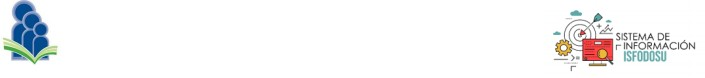 SISTEMA DE
INFORMACIÓN
ISFODOSU